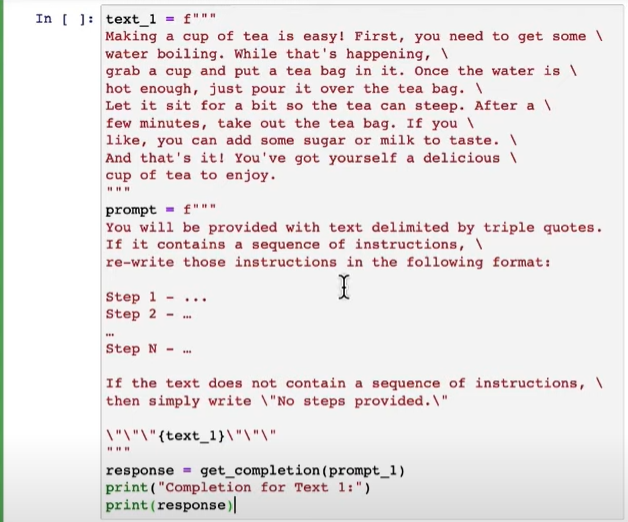 In [ ]: text_1 = f"""
Making a cup of tea is easy! First, you need to get some \
water boiling. While that's happening, \
grab a cup and put a tea bag in it. Once the water is \
hot enough, just pour it over the tea bag. \
Let it sit for a bit so the tea can steep. After a \
few minutes, take out the tea bag. If you \
like, you can add some sugar or milk to taste. \
And that's it! You've got yourself a delicious \
cup of tea to enjoy.
"""
prompt = f"""
You will be provided with text delimited by triple quotes.
If it contains a sequence of instructions, \
re-write those instructions in the following format:

Step 1 - ...
Step 2 - …
…
Step N - …

If the text does not contain a sequence of instructions, \
then simply write \"No steps provided.\"

\"\"\"{text_1}\"\"\"
"""
response = get_completion(prompt_1)
print("Completion for Text 1:")
print(response)